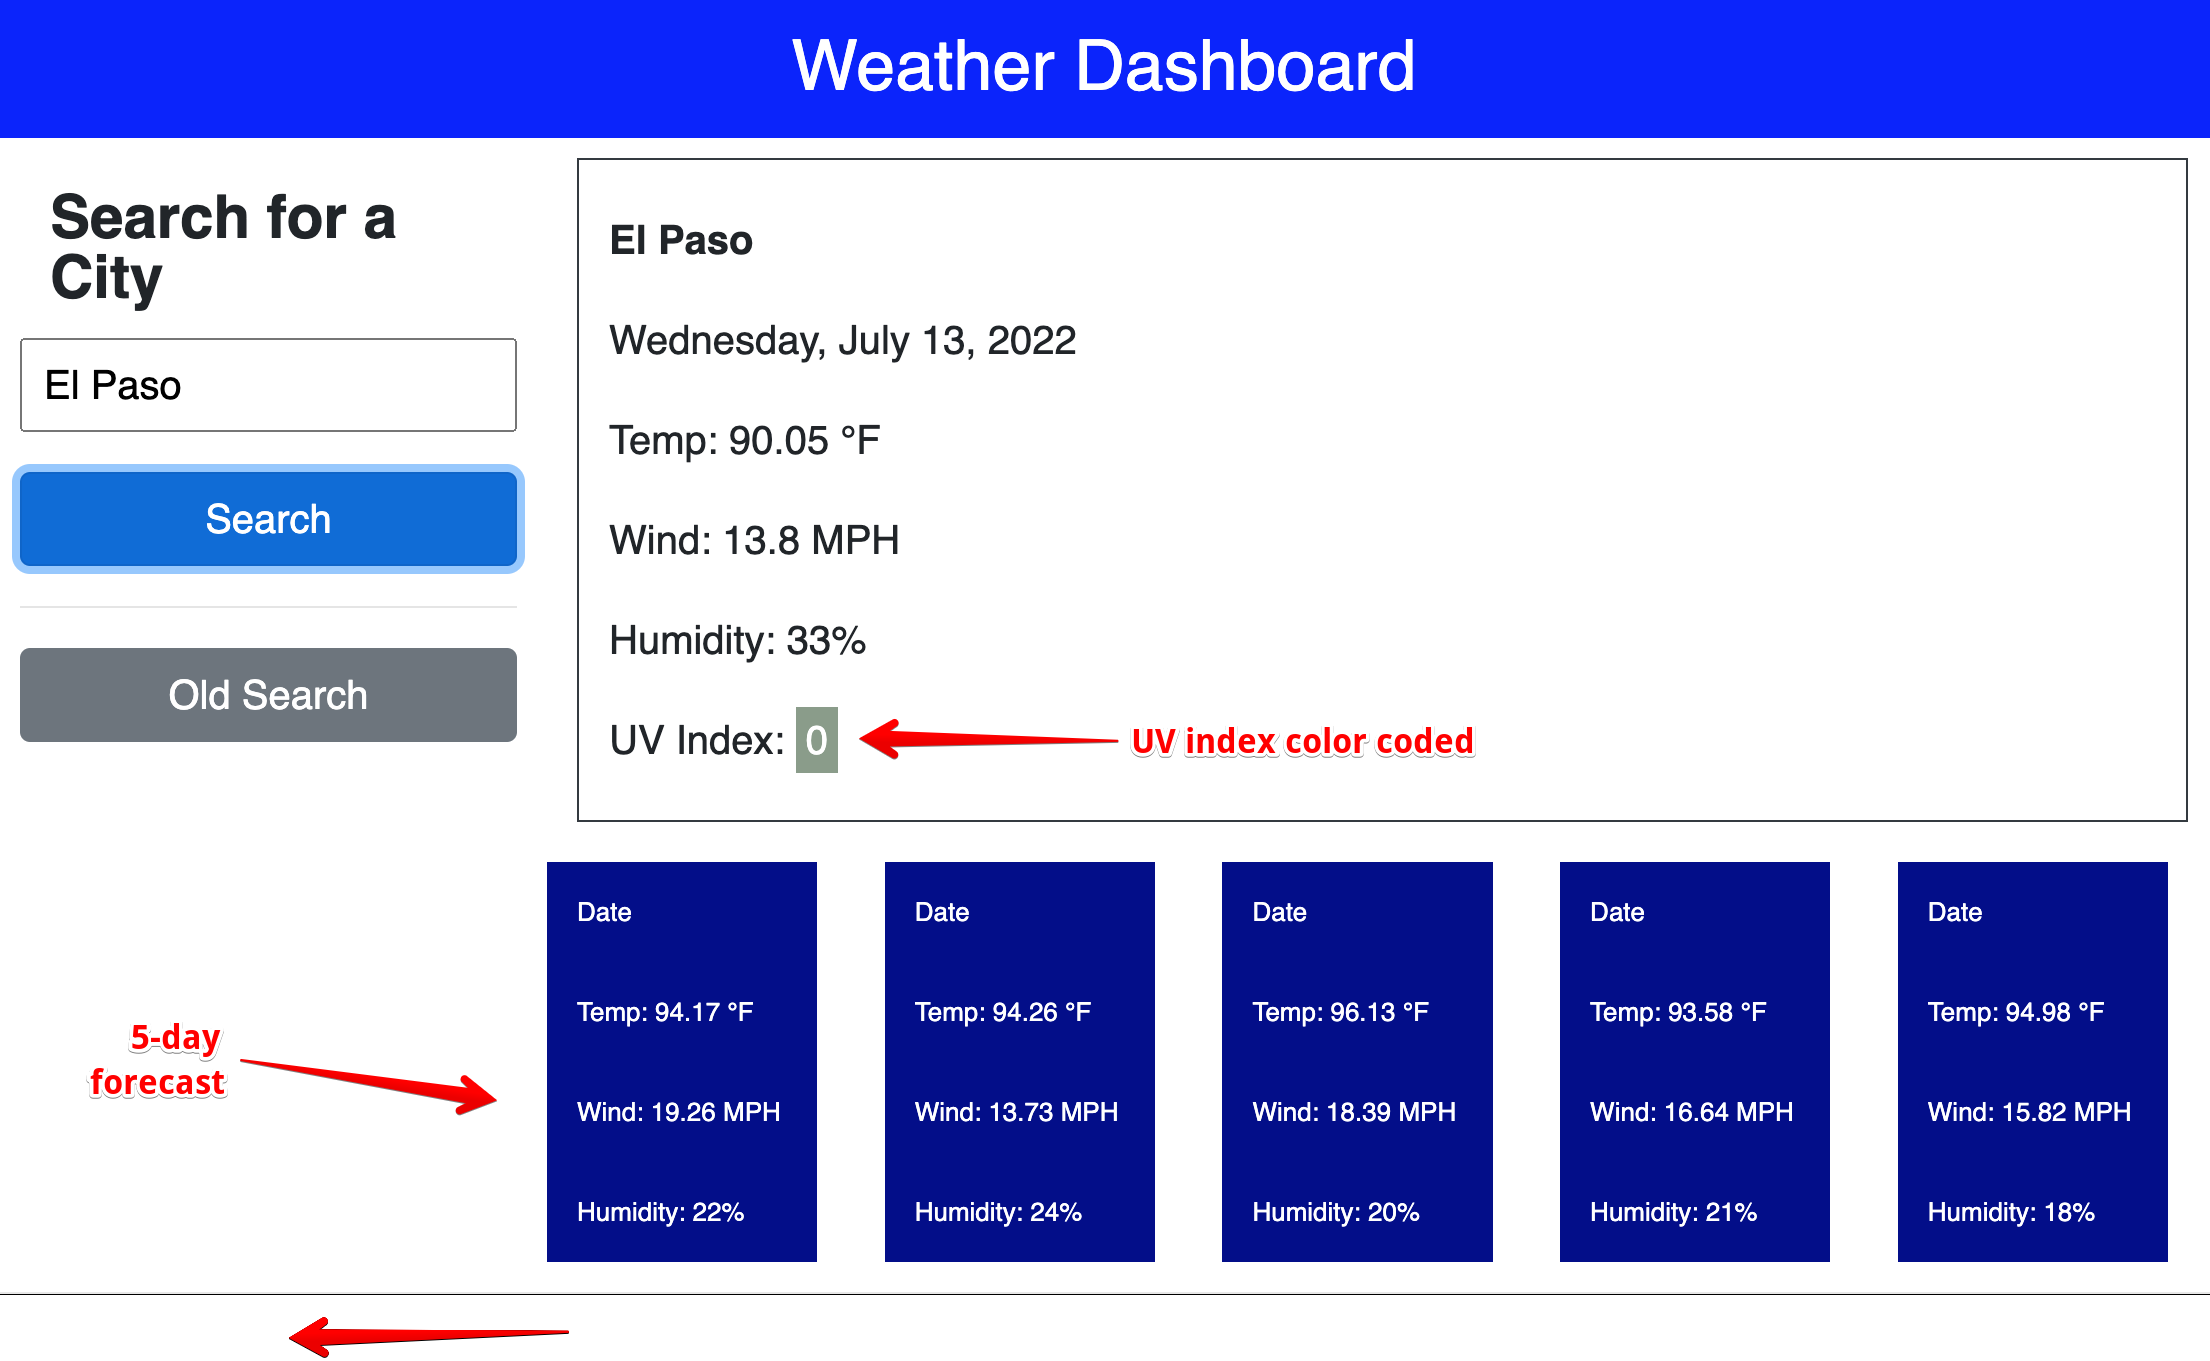 Weather Dashboard
Search for a
City
El Paso
Search
Old Search
El Paso
Wednesday, July 13, 2022
Temp: 90.05 °F
Wind: 13.8 MPH
Humidity: 33%
UV Index: 0
UV index color coded
5-day
forecast
Date
Temp: 94.17 °F
Wind: 19.26 MPH
Humidity: 22%
Date
Temp: 94.26 °F
Wind: 13.73 MPH
Humidity: 24%
Date
Temp: 96.13 °F
Wind: 18.39 MPH
Humidity: 20%
Date
Temp: 93.58 °F
Wind: 16.64 MPH
Humidity: 21%
Date
Temp: 94.98 °F
Wind: 15.82 MPH
Humidity: 18%